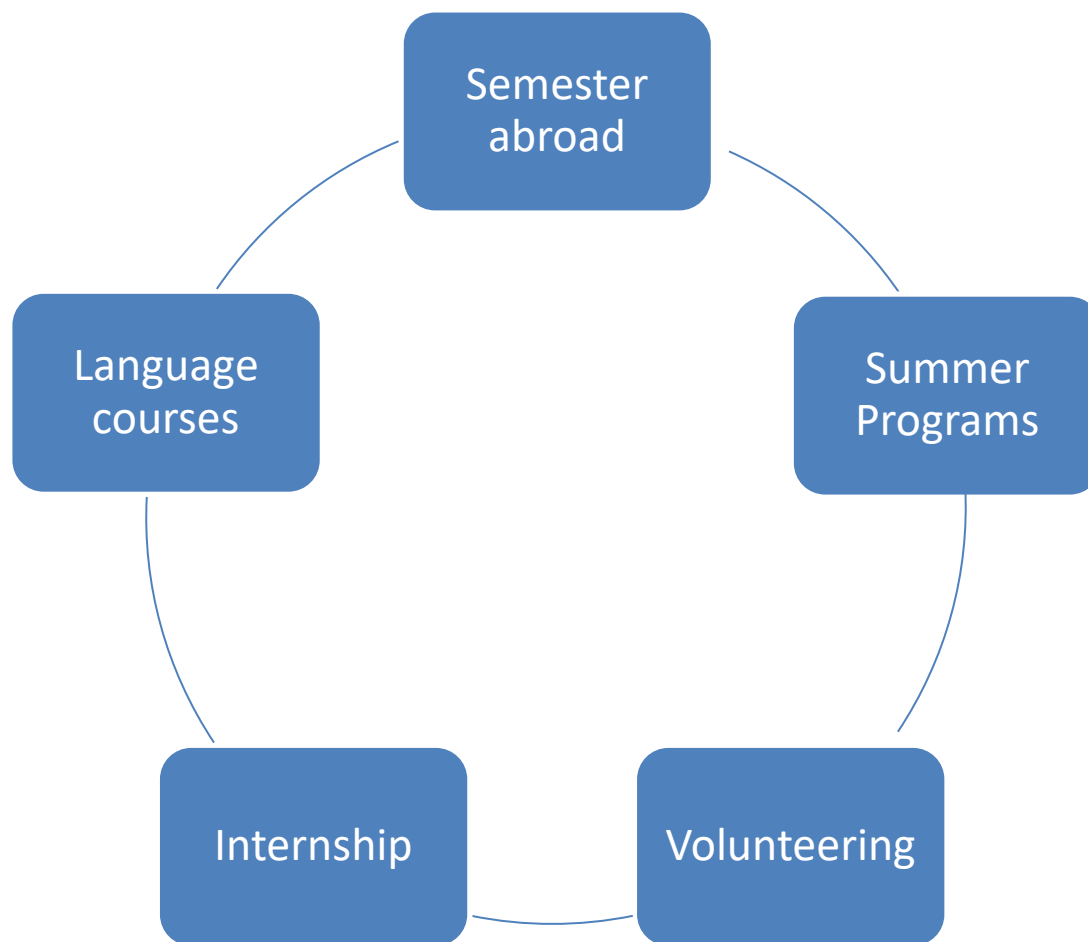 Semester
abroad
Language
courses
Summer
Programs
Internship
Volunteering